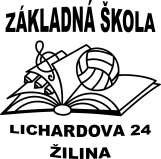 ZÁKLADNÁ ŠKOLA
LICHARDOVA 24
ŽILINA